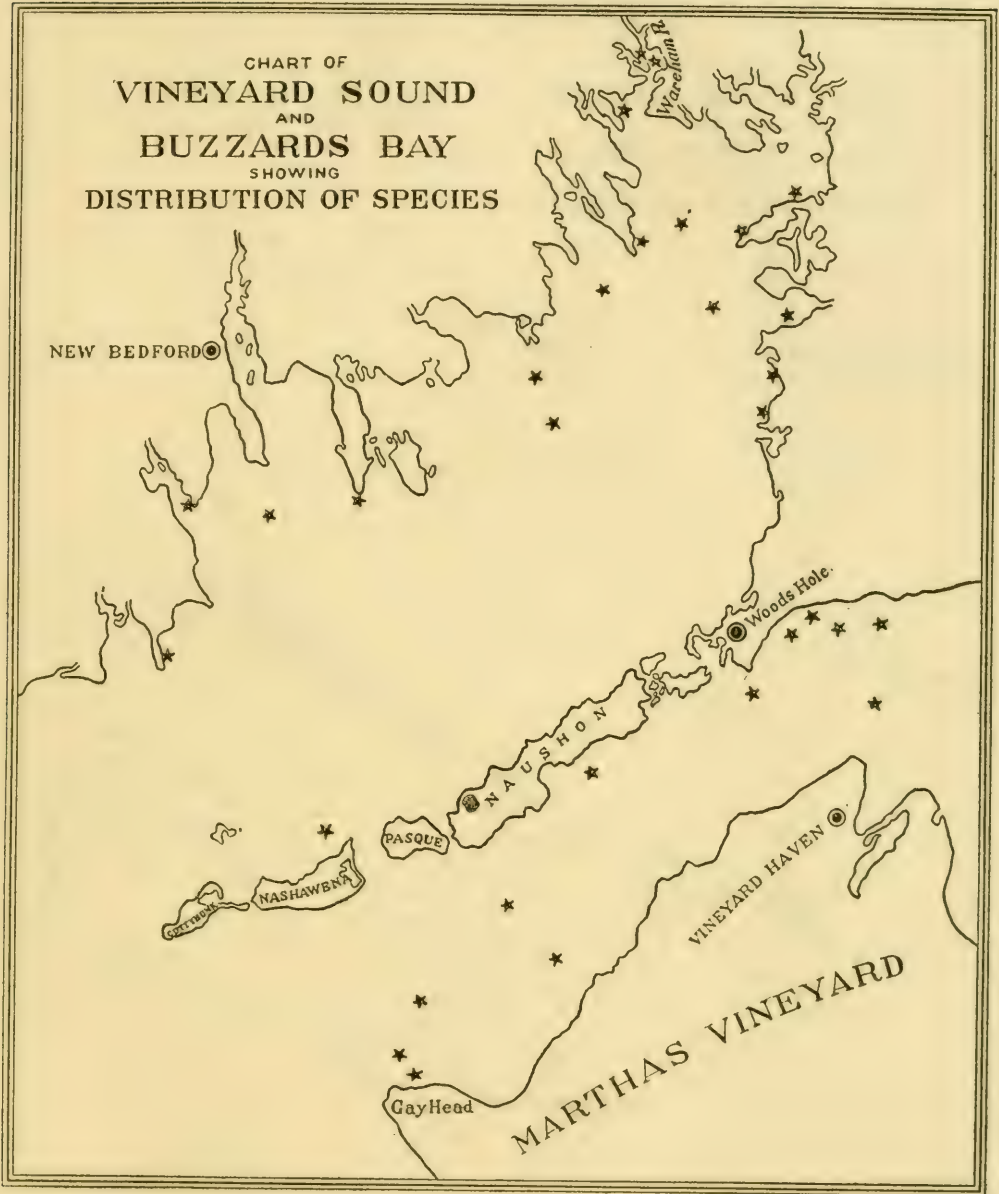 CHART OF
VINEYARD SOUND
AND
BUZZARDS BAY
SHOWING
DISTRIBUTION OF SPECIES
Wareham R.
NEW BEDFORD
Woods Hole.
NAUSHON
PASQUE
NASHAWENA
CUTTYHUNK
VINEYARD HAVEN
MARTHAS VINEYARD
Gay Head